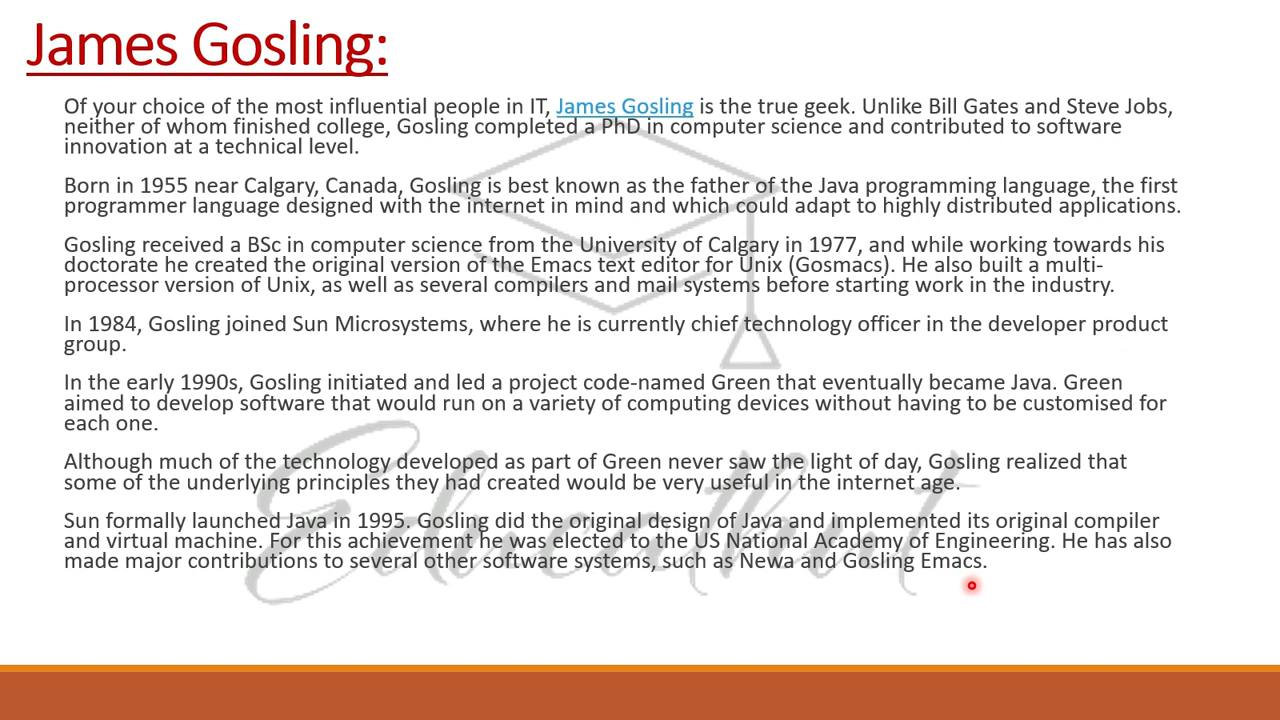 James Gosling:
Of your choice of the most influential people in IT, James Gosling is the true geek. Unlike Bill Gates and Steve Jobs,
neither of whom finished college, Gosling completed a PhD in computer science and contributed to software
innovation at a technical level.
Born in 1955 near Calgary, Canada, Gosling is best known as the father of the Java programming language, the first
programmer language designed with the internet in mind and which could adapt to highly distributed applications.
Gosling received a BSc in computer science from the University of Calgary in 1977, and while working towards his
doctorate he created the original version of the Emacs text editor for Unix (Gosmacs). He also built a multi-
processor version of Unix, as well as several compilers and mail systems before starting work in the industry.
In 1984, Gosling joined Sun Microsystems, where he is currently chief technology officer in the developer product
group.
In the early 1990s, Gosling initiated and led a project code-named Green that eventually became Java. Green
aimed to develop software that would run on a variety of computing devices without having to be customised for
each one.
Although much of the technology developed as part of Green never saw the light of day, Gosling realized that
some of the underlying principles they had created would be very useful in the internet age.
Sun formally launched Java in 1995. Gosling did the original design of Java and implemented its original compiler
and virtual machine. For this achievement he was elected to the US National Academy of Engineering. He has also
made major contributions to several other software systems, such as Newa and Gosling Emacs.